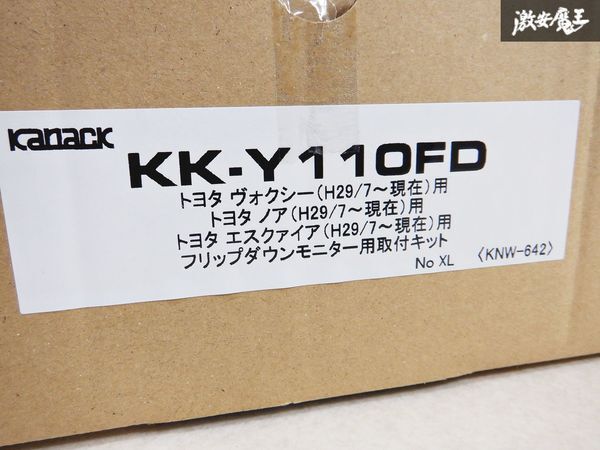 激安魔王
Kanack
KK-Y110FD
トヨタ ヴォクシー(H29/7〜現在)用
トヨタ ノア(H29/7〜現在)用
トヨタ エスクァイア(H29/7〜現在)用
フリップダウンモニター用取付キット
No XL 〈KNW-642〉